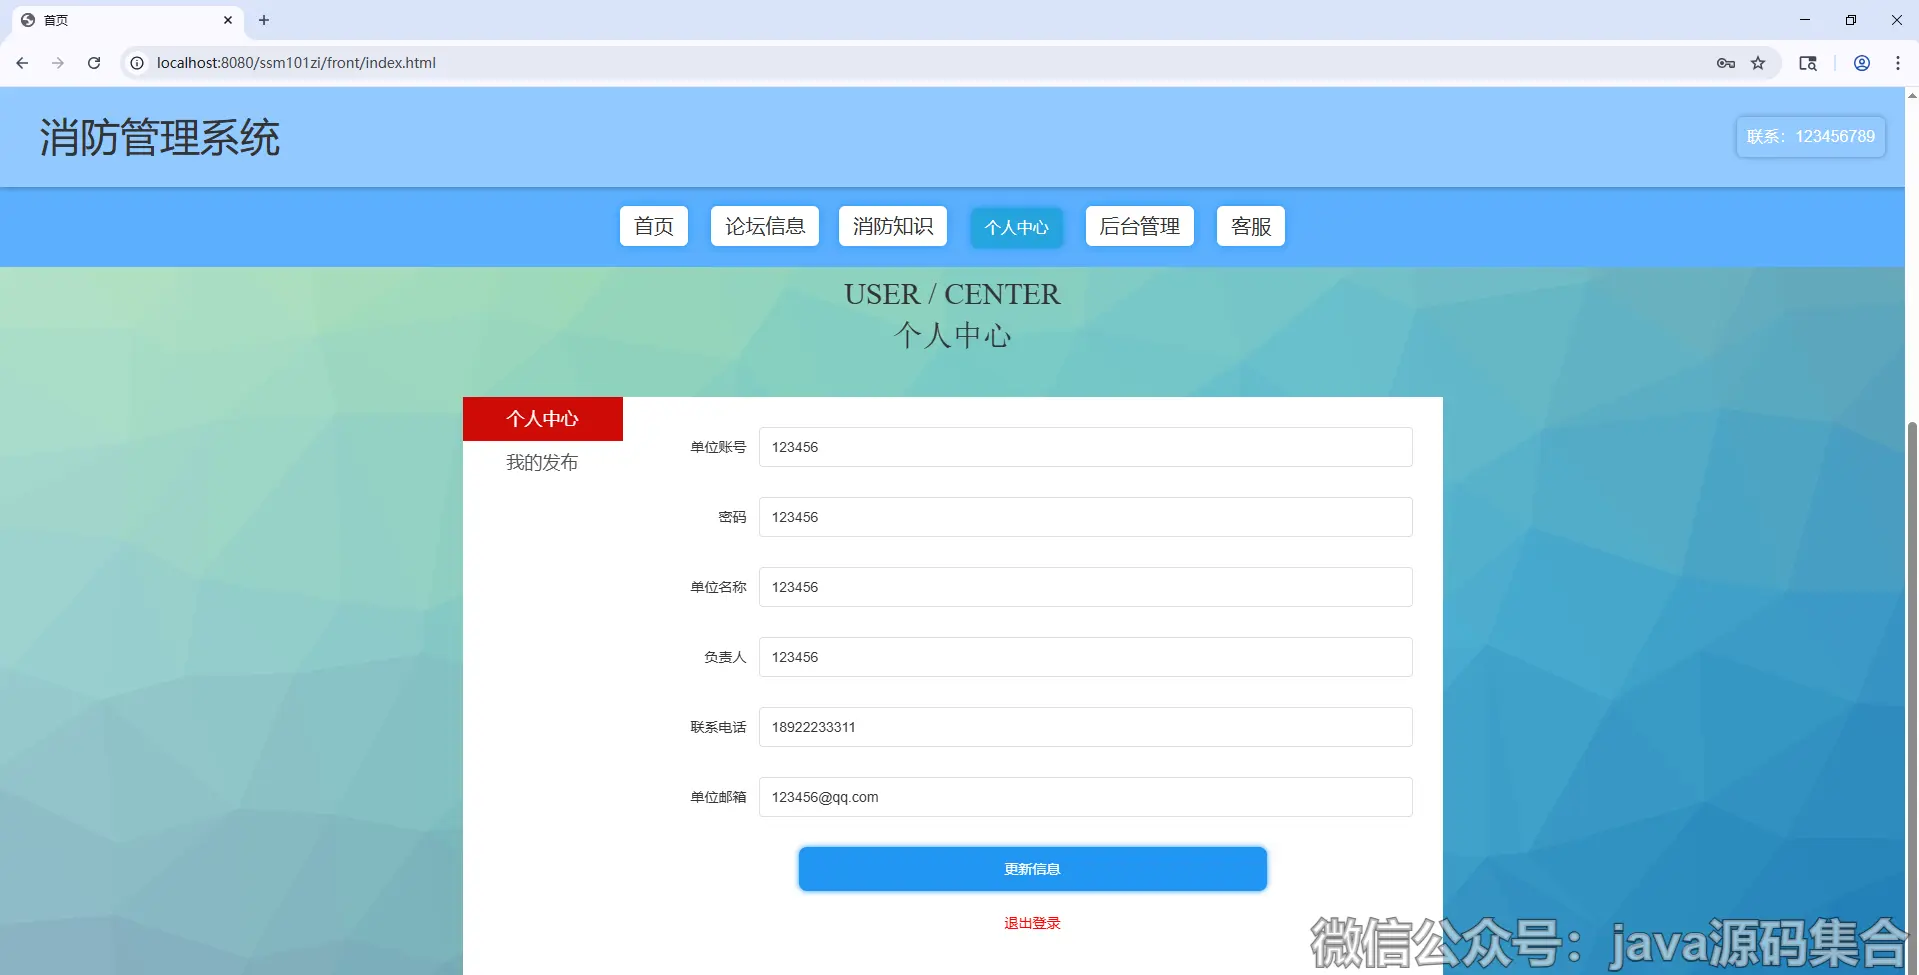 首页
localhost:8080/ssm101zi/front/index.html
消防管理系统
联系：123456789
首页
论坛信息
消防知识
个人中心
后台管理
客服
USER / CENTER
个人中心
个人中心
我的发布
单位账号
123456
密码
123456
单位名称
123456
负责人
123456
联系电话
18922233311
单位邮箱
123456@qq.com
更新信息
退出登录
微信公众号：java源码集合